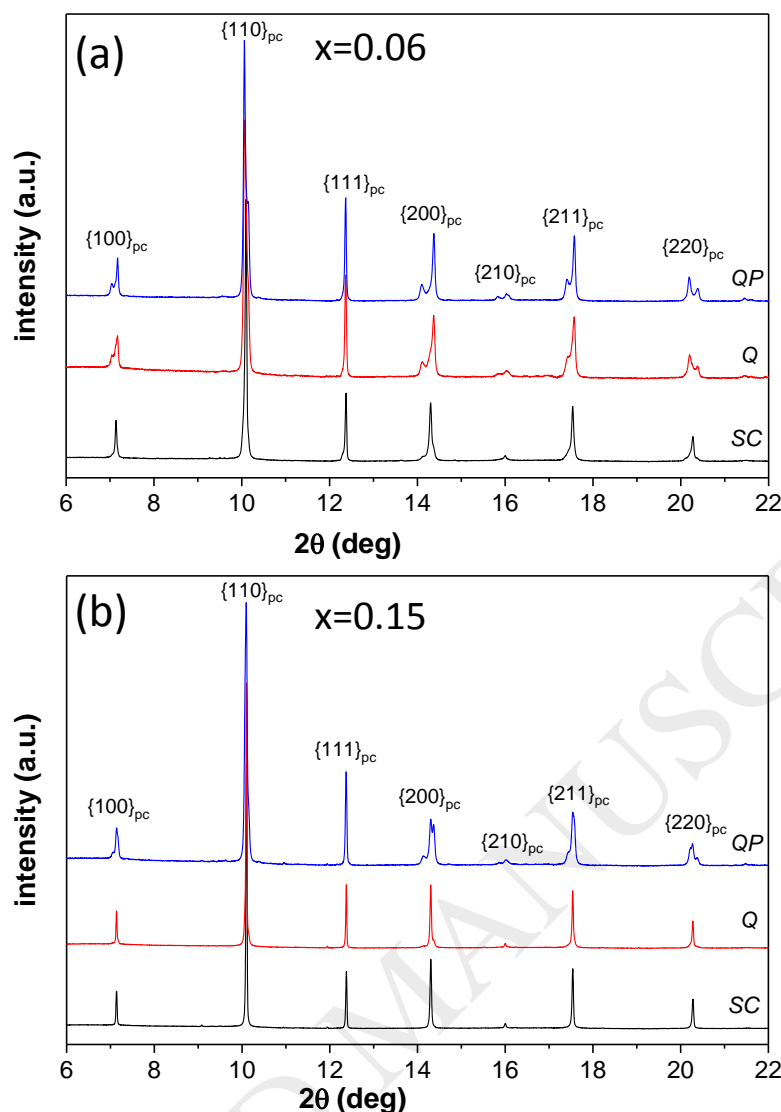 (a)
x=0.06
{110}pc
{111}pc
{200}pc
{211}pc
{100}pc
{210}pc
{220}pc
QP
Q
SC
intensity (a.u.)
6 8 10 12 14 16 18 20 22
2θ (deg)
(b)
x=0.15
{110}pc
{111}pc
{200}pc
{211}pc
{100}pc
{210}pc
{220}pc
QP
Q
SC
intensity (a.u.)
6 8 10 12 14 16 18 20 22
2θ (deg)
D MANUSC